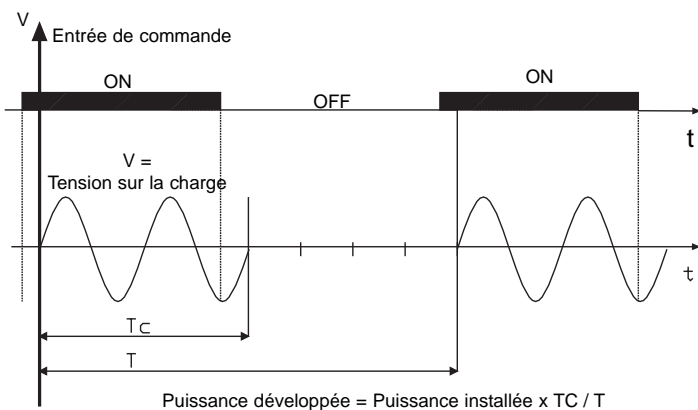 V
Entrée de commande
ON
ON
OFF
t
V =
Tension sur la charge
t
Tc
T
Puissance développée = Puissance installée x TC / T